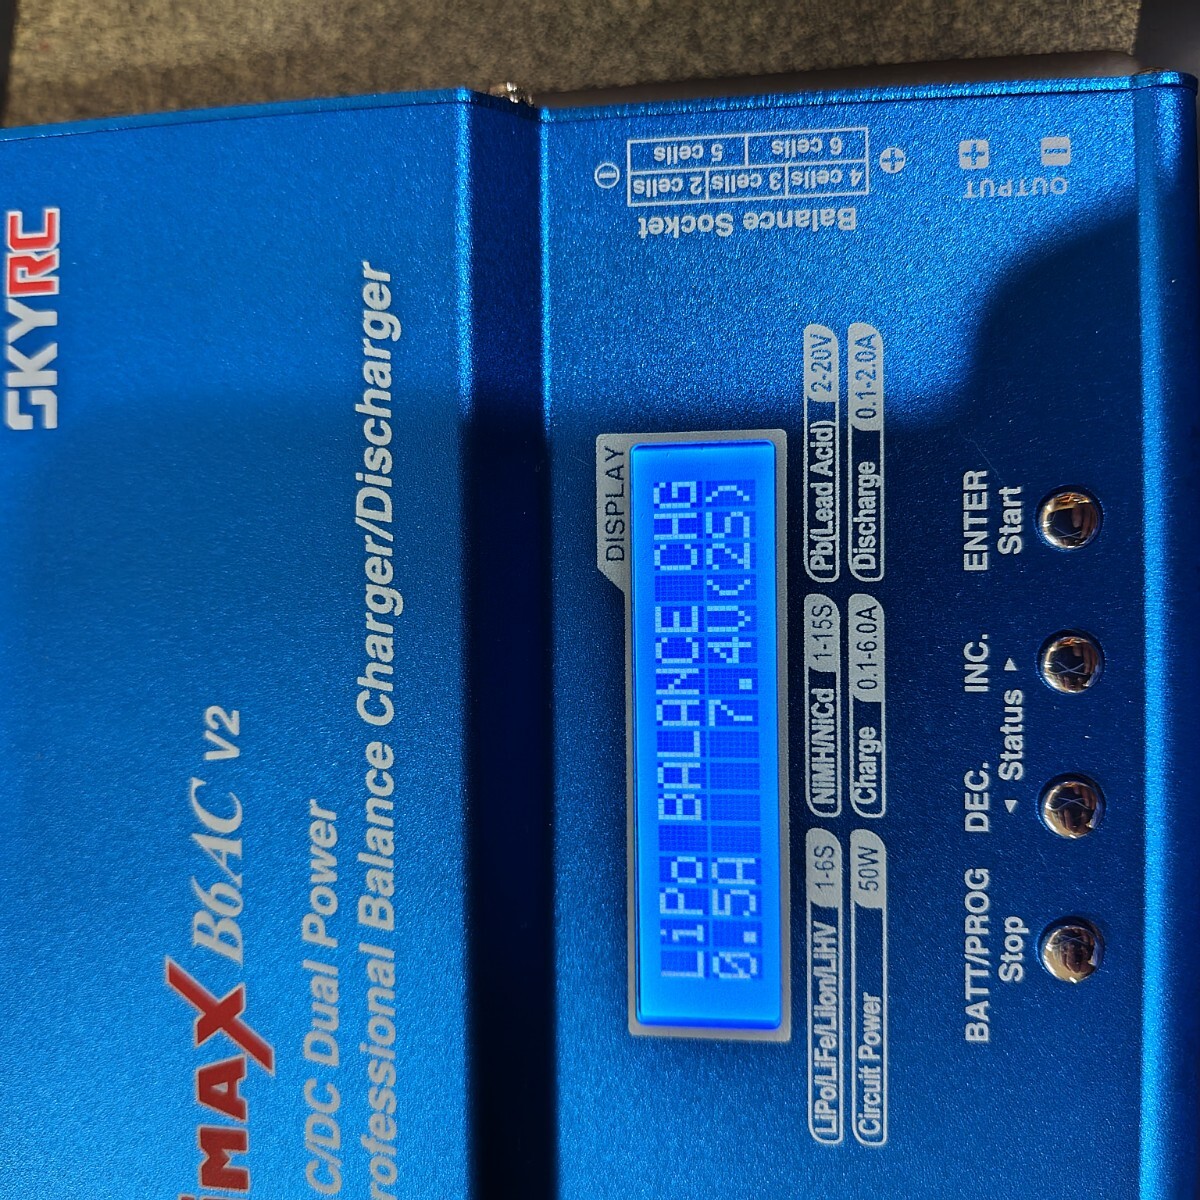 SKYRC
iMAX B6AC V2
C/DC Dual Power
rofessional Balance Charger/Discharger
DISPLAY
LiPo BALANCE DHG
0.5A 7.4V(2S)
LiPo/LiFe/LiIon/LiHV 1-6S
NiMH/NiCd 1-15S
Pb(Lead Acid) 2-20V
Circuit Power 50W
Charge 0.1-6.0A
Discharge 0.1-2.0A
BATT/PROG
Stop
DEC. INC.
◄ Status ►
ENTER
Start
Balance Socket
4 cells 3 cells 2 cells
6 cells 5 cells
+ -
OUTPUT
+ -